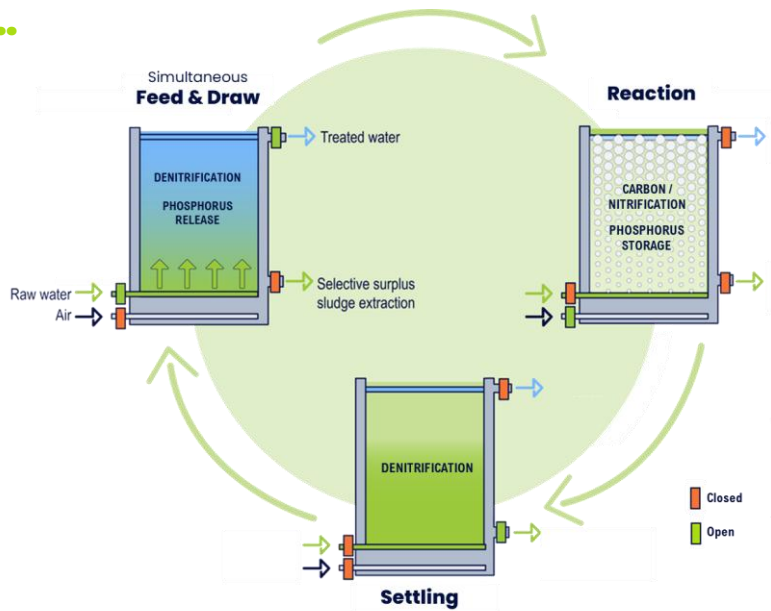 Simultaneous
Feed & Draw
Reaction
Treated water
DENITRIFICATION
PHOSPHORUS
RELEASE
CARBON /
NITRIFICATION
PHOSPHORUS
STORAGE
Raw water
Air
Selective surplus
sludge extraction
DENITRIFICATION
Closed
Open
Settling